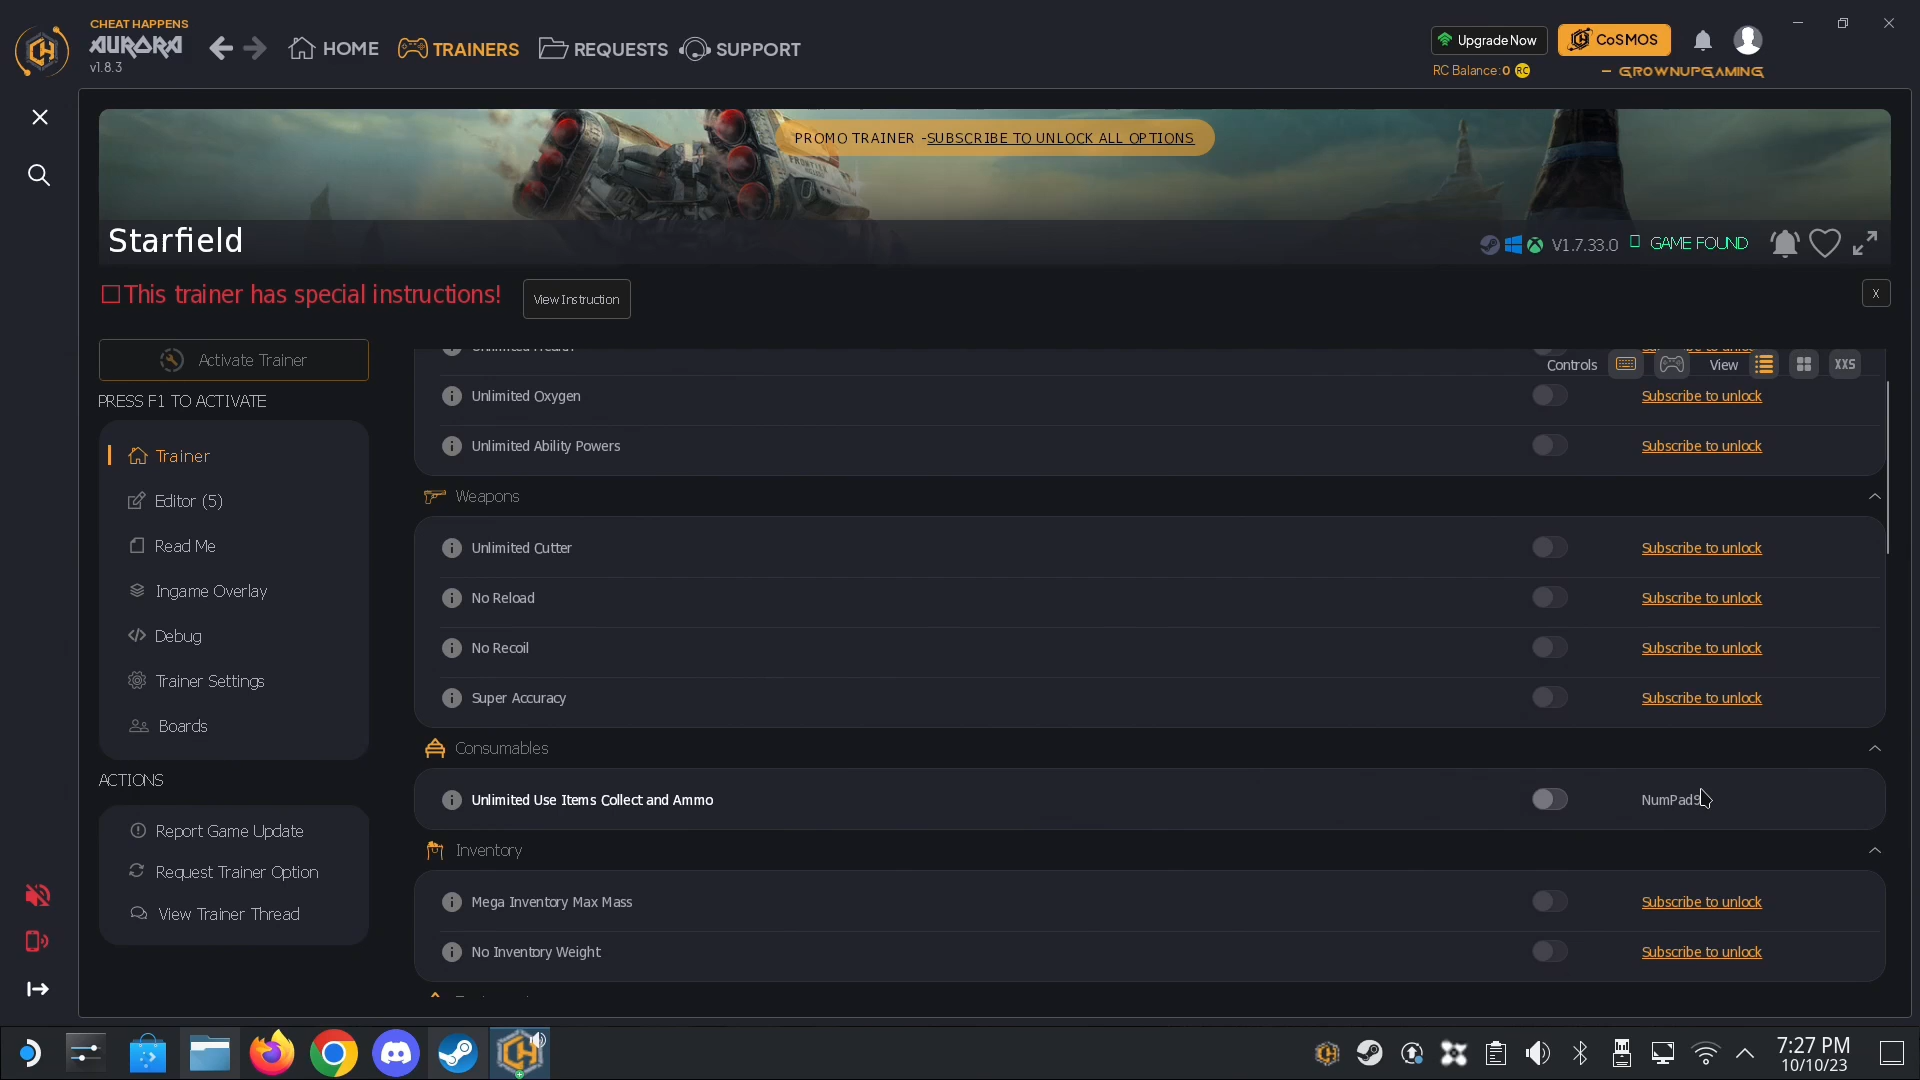 CHEAT HAPPENS
AURORA
v1.8.3
HOME
TRAINERS
REQUESTS
SUPPORT
Upgrade Now
CoSMOS
RC Balance: 0 RC
GROWNUPGAMING
PROMO TRAINER -SUBSCRIBE TO UNLOCK ALL OPTIONS
FRONTIER
Starfield
V1.7.33.0
GAME FOUND
This trainer has special instructions!
View Instruction
X
Activate Trainer
PRESS F1 TO ACTIVATE
Trainer
Editor (5)
Read Me
Ingame Overlay
Debug
Trainer Settings
Boards
ACTIONS
Report Game Update
Request Trainer Option
View Trainer Thread
Controls
View
XXS
Unlimited Oxygen
Subscribe to unlock
Unlimited Ability Powers
Subscribe to unlock
Weapons
Unlimited Cutter
Subscribe to unlock
No Reload
Subscribe to unlock
No Recoil
Subscribe to unlock
Super Accuracy
Subscribe to unlock
Consumables
Unlimited Use Items Collect and Ammo
NumPad9
Inventory
Mega Inventory Max Mass
Subscribe to unlock
No Inventory Weight
Subscribe to unlock
7:27 PM
10/10/23